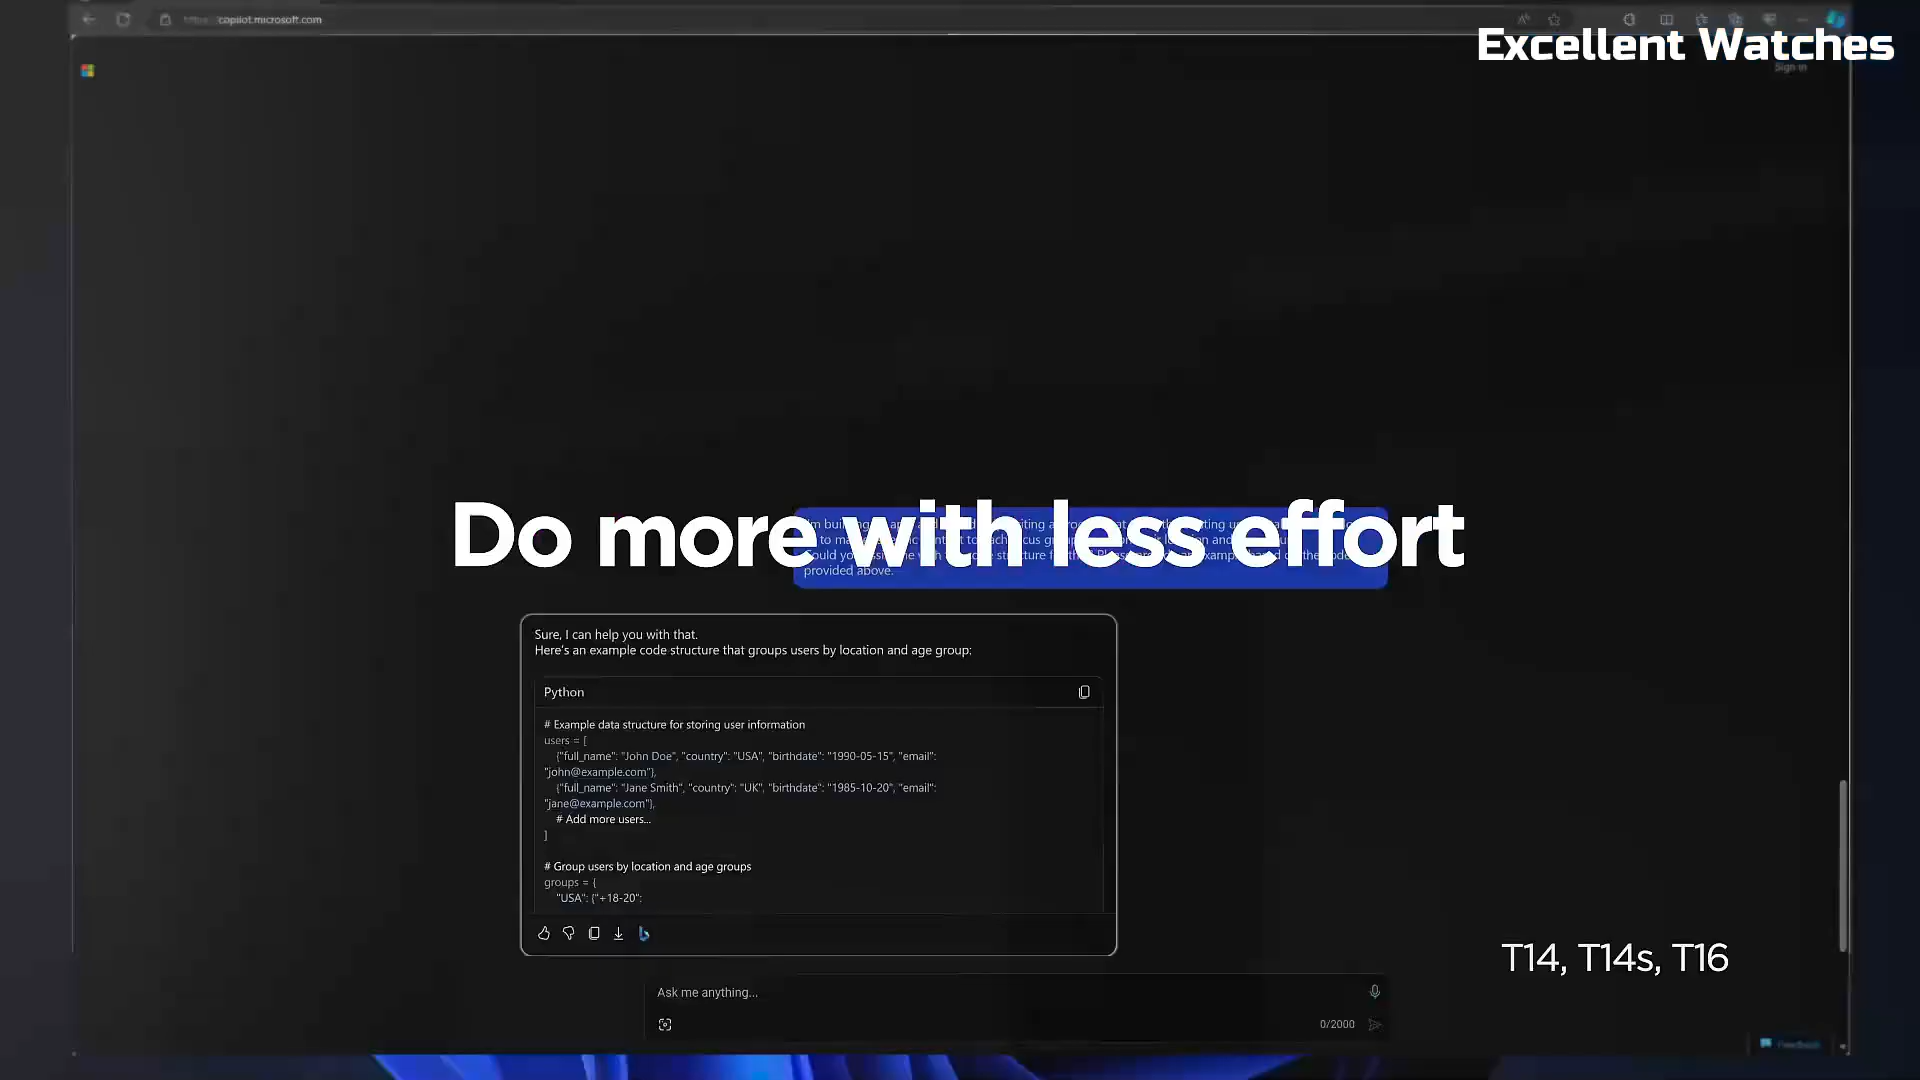 https://copilot.microsoft.com
Excellent Watches
Sign in
Do more with less effort
provided above.
Sure, I can help you with that.
Here's an example code structure that groups users by location and age group:
Python
# Example data structure for storing user information
users = [
{"full_name": "John Doe", "country": "USA", "birthdate": "1990-05-15", "email":
"john@example.com"},
{"full_name": "Jane Smith", "country": "UK", "birthdate": "1985-10-20", "email":
"jane@example.com"},
# Add more users...
]
# Group users by location and age groups
groups = {
"USA": {"+18-20":
T14, T14s, T16
Ask me anything...
0/2000
Feedback